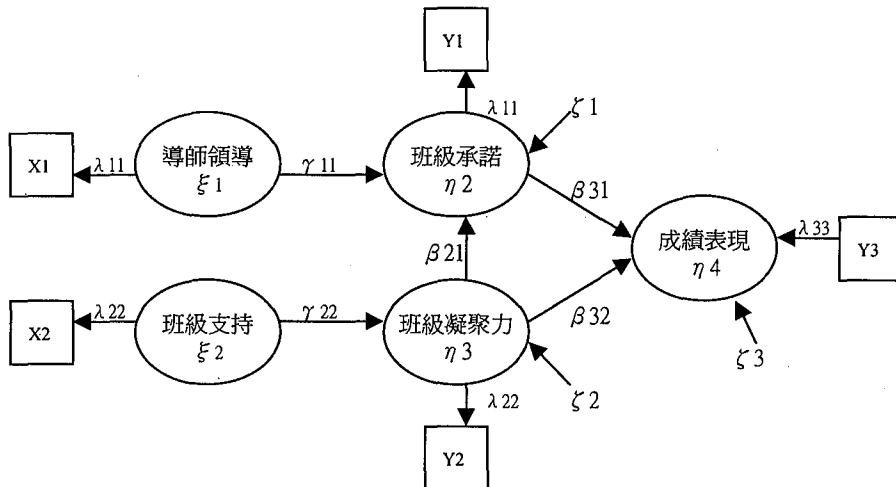 Y1
λ11
ζ1
X1
λ11
導師領導
ξ1
γ11
班級承諾
η2
β31
β21
成績表現
η4
λ33
Y3
X2
λ22
班級支持
ξ2
γ22
班級凝聚力
η3
β32
ζ3
λ22
ζ2
Y2